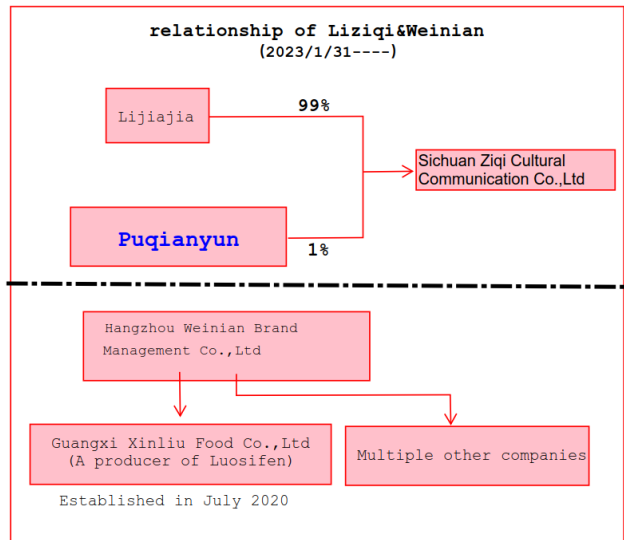 relationship of Liziqi&Weinian
(2023/1/31----)
99%
Lijiajia
Sichuan Ziqi Cultural
Communication Co.,Ltd
Puqianyun
1%
Hangzhou Weinian Brand
Management Co.,Ltd
Guangxi Xinliu Food Co.,Ltd
(A producer of Luosifen)
Multiple other companies
Established in July 2020